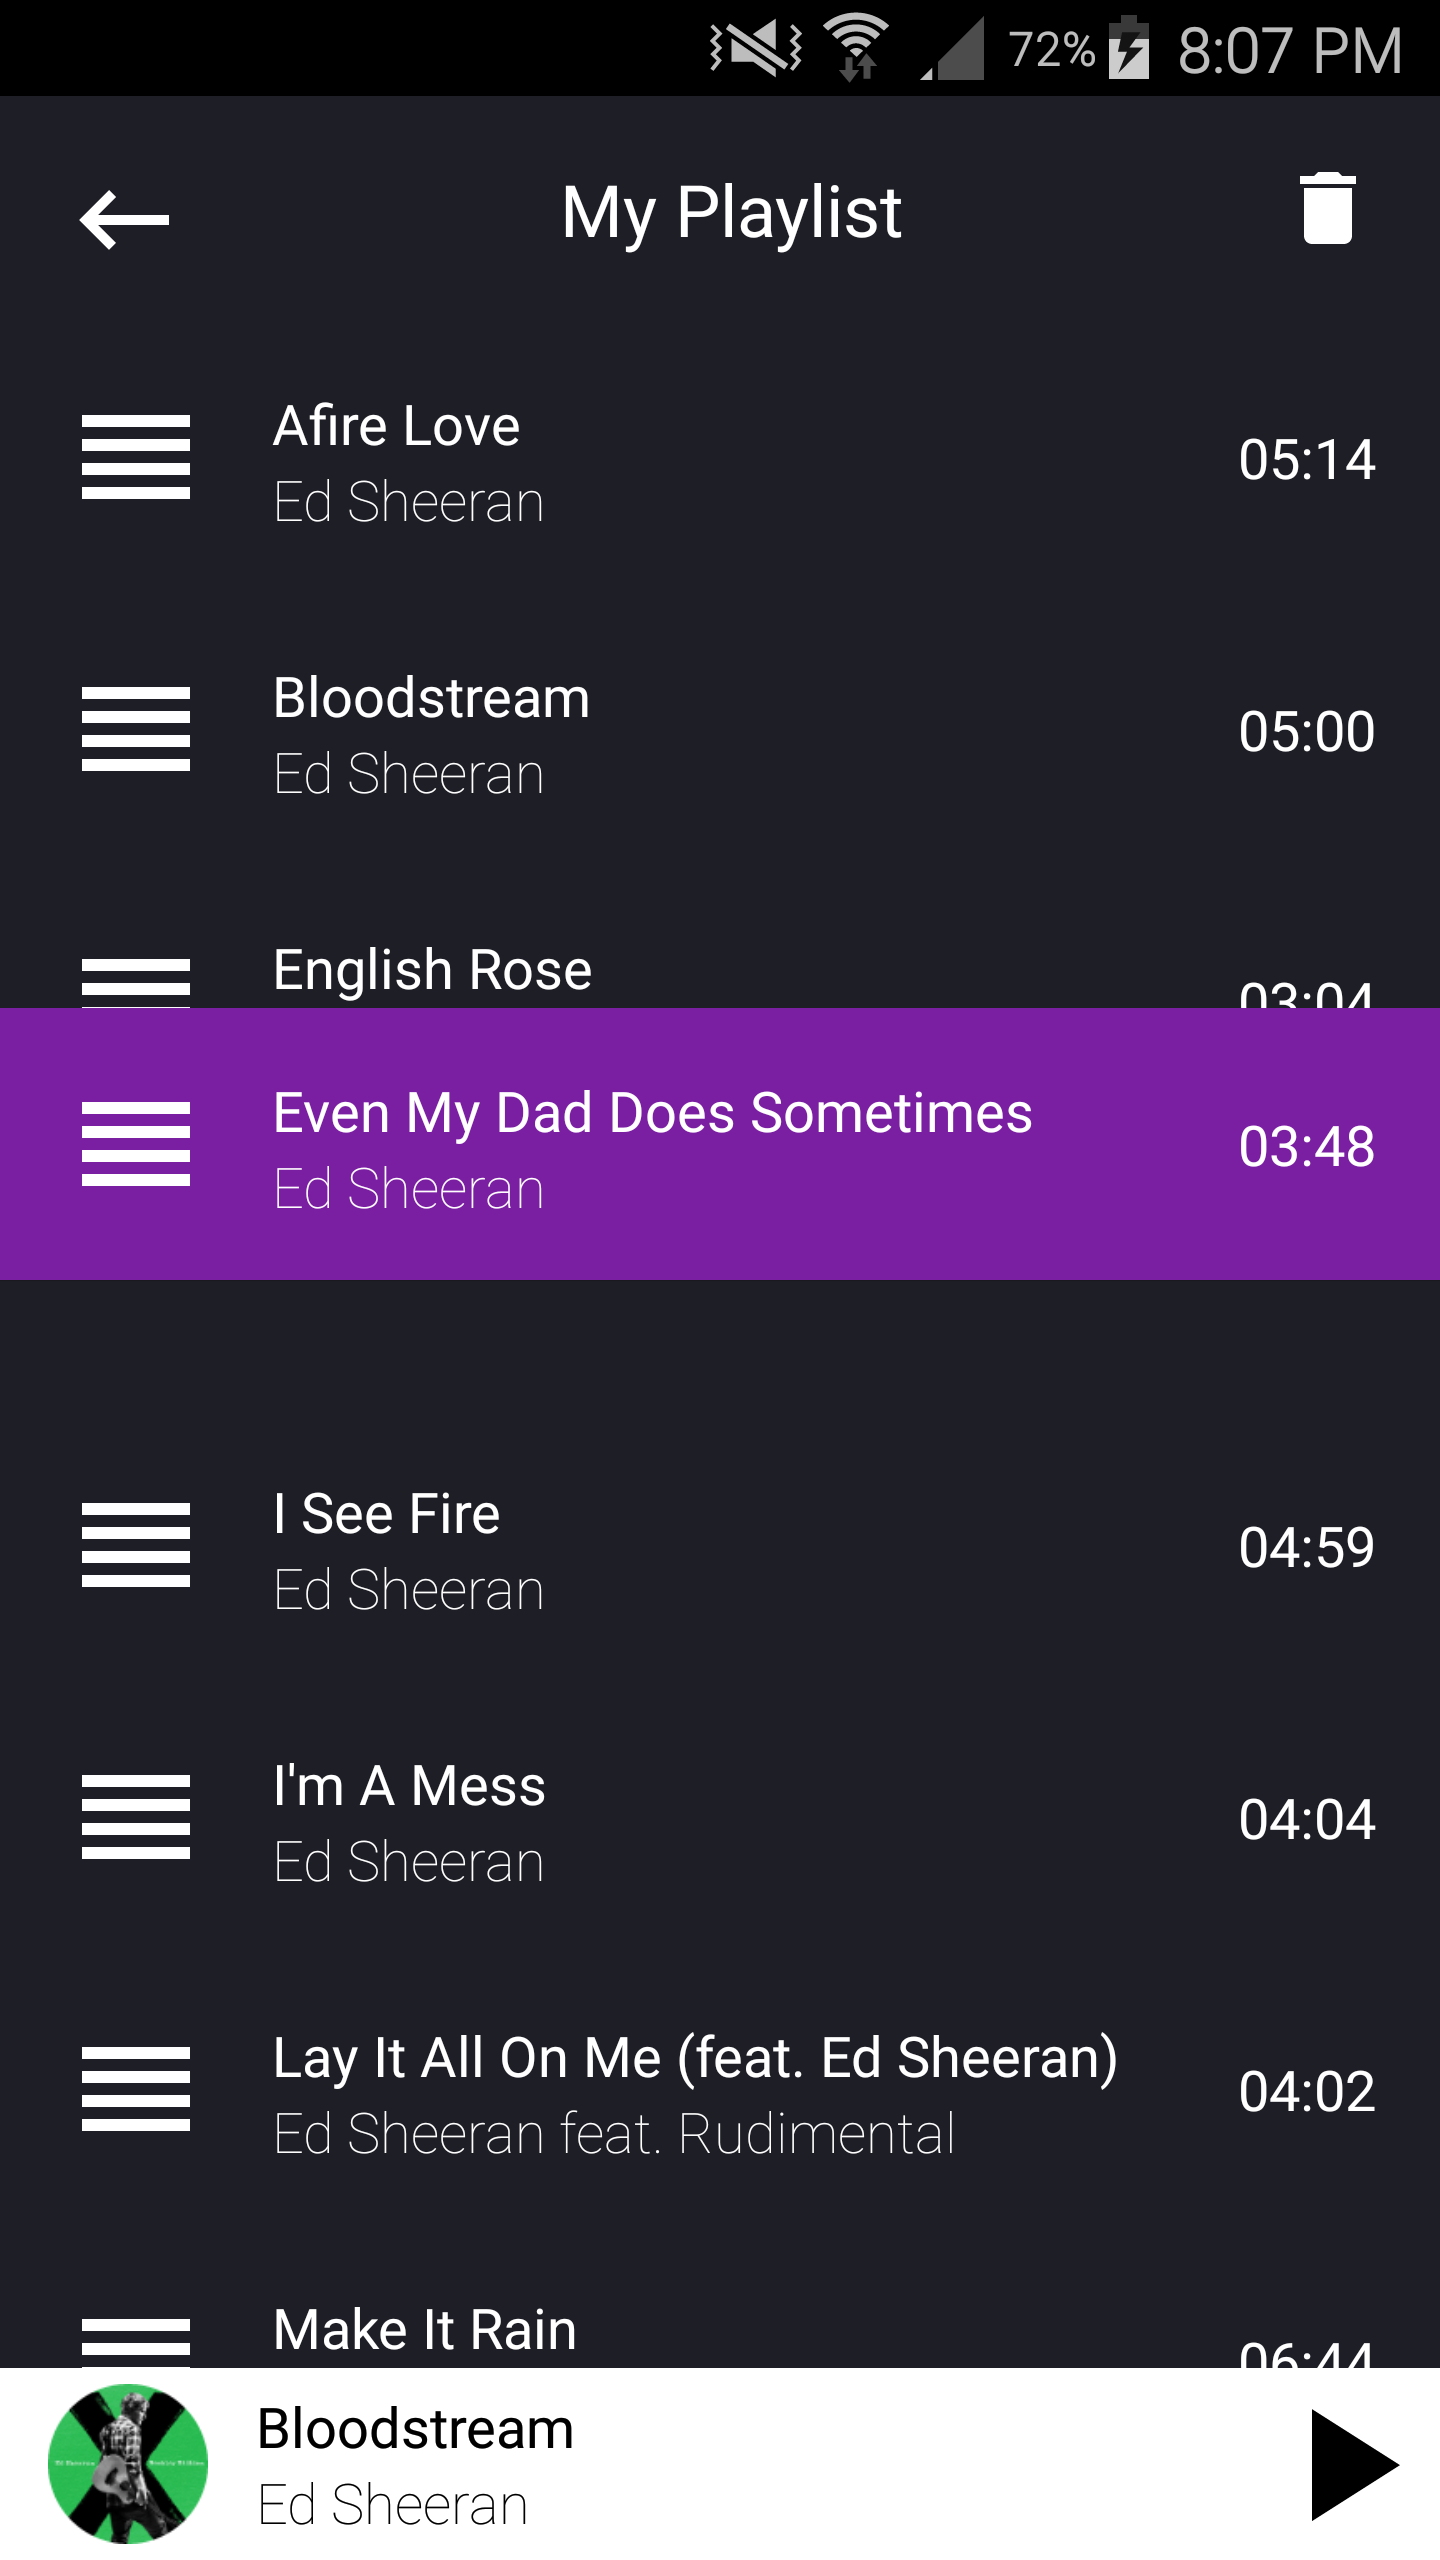 72% 8:07 PM
My Playlist
Afire Love
Ed Sheeran
05:14
Bloodstream
Ed Sheeran
05:00
English Rose
03:04
Even My Dad Does Sometimes
Ed Sheeran
03:48
I See Fire
Ed Sheeran
04:59
I'm A Mess
Ed Sheeran
04:04
Lay It All On Me (feat. Ed Sheeran)
Ed Sheeran feat. Rudimental
04:02
Make It Rain
06:44
Bloodstream
Ed Sheeran